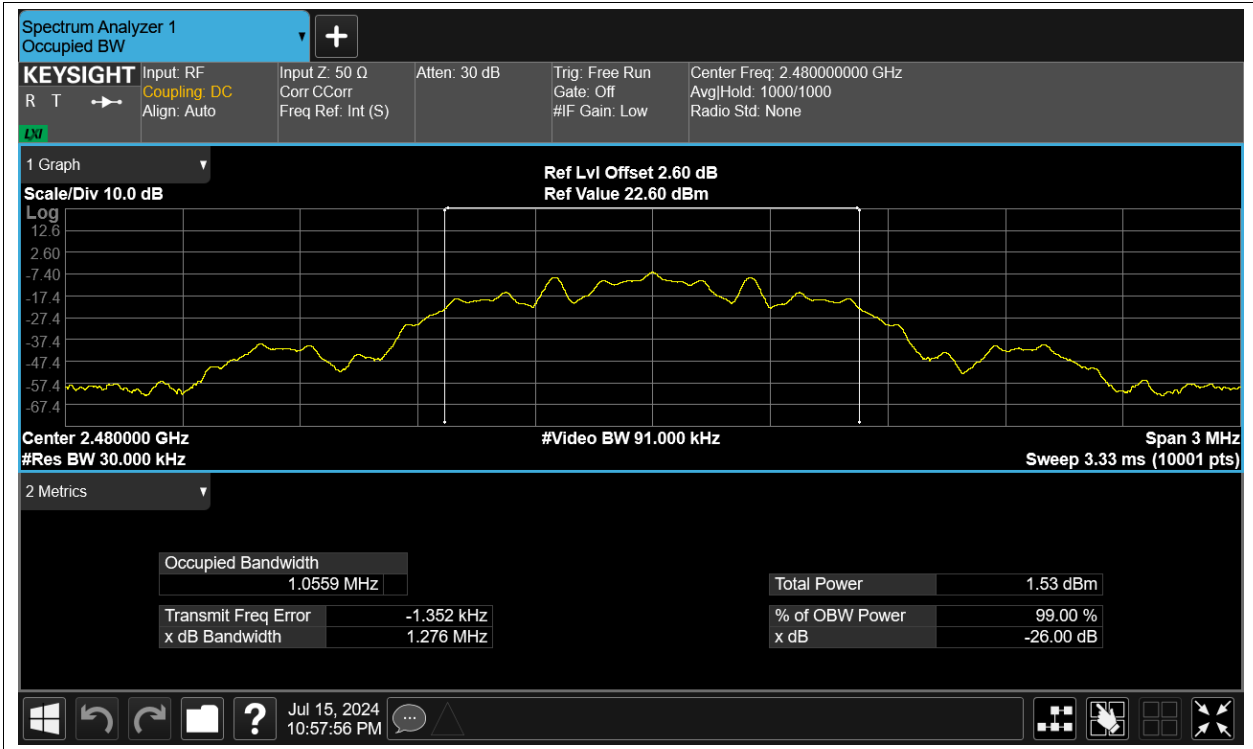 Spectrum Analyzer 1
Occupied BW
KEYSIGHT
R T
LXI
Input: RF
Coupling: DC
Align: Auto
Input Z: 50 Ω
Corr CCorr
Freq Ref: Int (S)
Atten: 30 dB
Trig: Free Run
Gate: Off
#IF Gain: Low
Center Freq: 2.480000000 GHz
Avg|Hold: 1000/1000
Radio Std: None
1 Graph
Scale/Div 10.0 dB
Ref Lvl Offset 2.60 dB
Ref Value 22.60 dBm
Log
12.6
2.60
-7.40
-17.4
-27.4
-37.4
-47.4
-57.4
-67.4
Center 2.480000 GHz
#Res BW 30.000 kHz
#Video BW 91.000 kHz
Span 3 MHz
Sweep 3.33 ms (10001 pts)
2 Metrics
Occupied Bandwidth
1.0559 MHz
Transmit Freq Error -1.352 kHz
x dB Bandwidth 1.276 MHz
Total Power 1.53 dBm
% of OBW Power 99.00 %
x dB -26.00 dB
?
Jul 15, 2024
10:57:56 PM